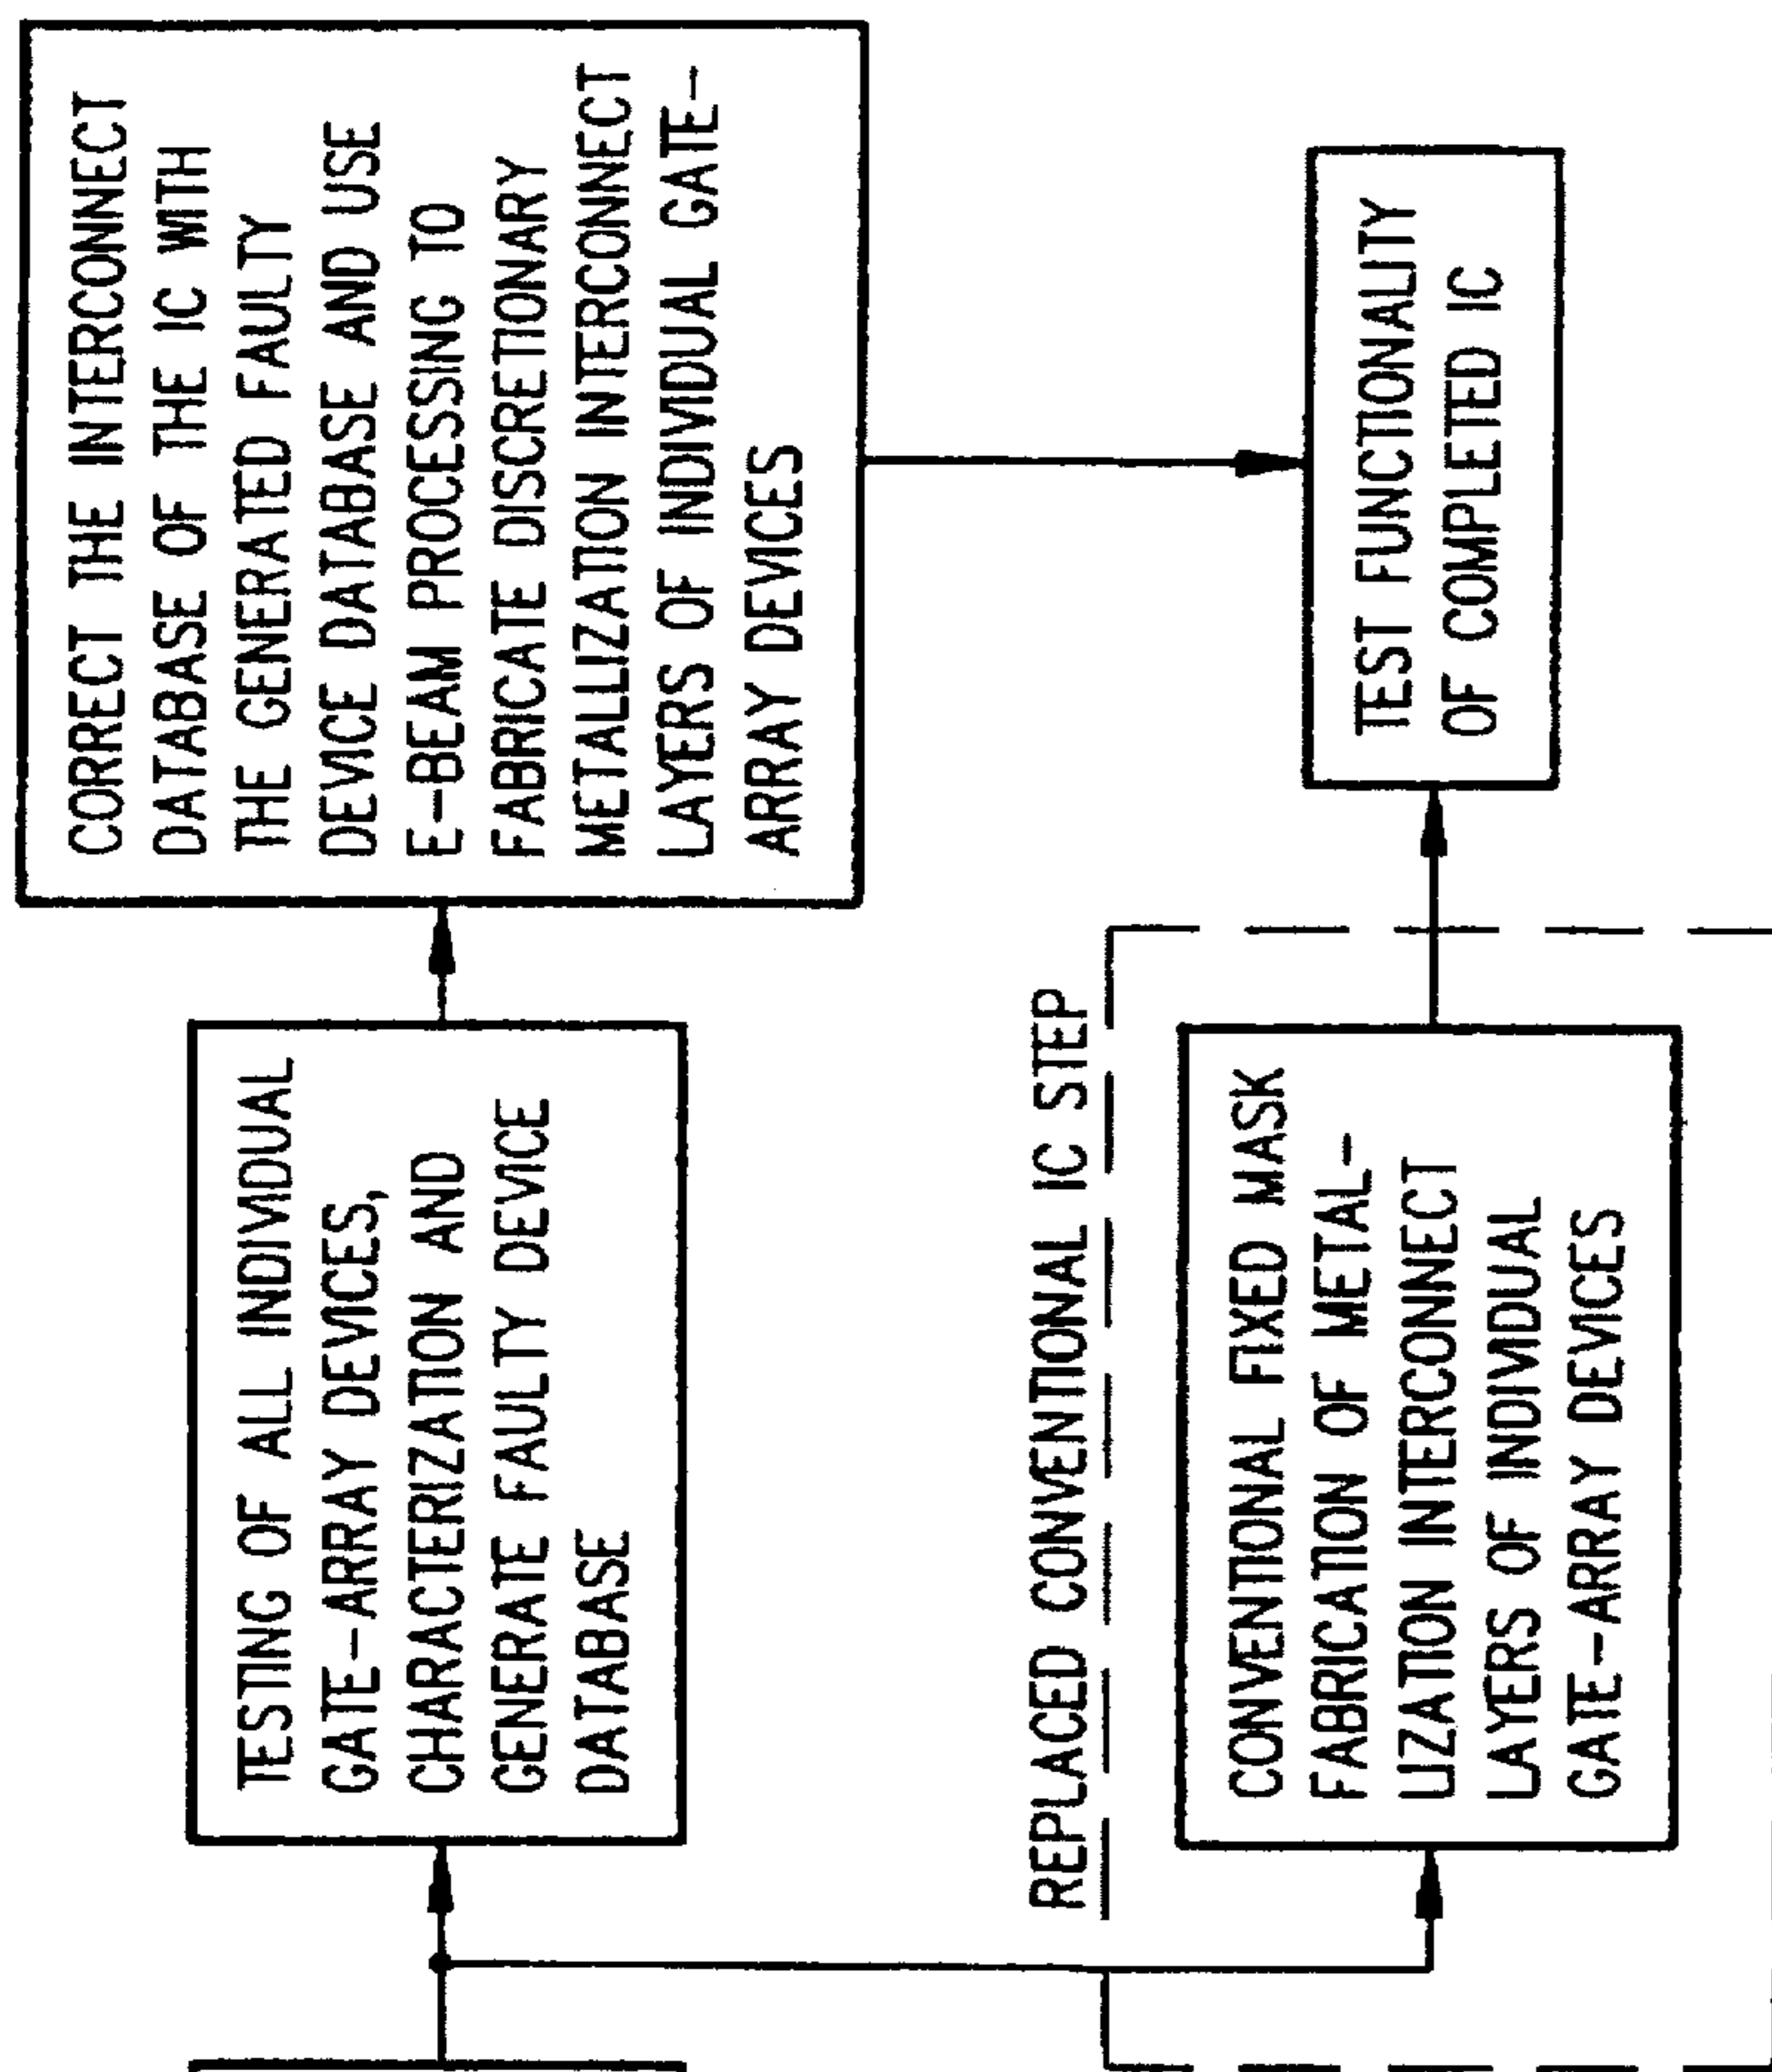 TESTING OF ALL INDIVIDUAL
GATE-ARRAY DEVICES,
CHARACTERIZATION AND
GENERATE FAULTY DEVICE
DATABASE
CORRECT THE INTERCONNECT
DATABASE OF THE IC WITH
THE GENERATED FAULTY
DEVICE DATABASE AND USE
E-BEAM PROCESSING TO
FABRICATE DISCRETIONARY
METALLIZATION INTERCONNECT
LAYERS OF INDIVIDUAL GATE-
ARRAY DEVICES
REPLACED CONVENTIONAL IC STEP
CONVENTIONAL FIXED MASK
FABRICATION OF METAL-
LIZATION INTERCONNECT
LAYERS OF INDIVIDUAL
GATE-ARRAY DEVICES
TEST FUNCTIONALITY
OF COMPLETED IC